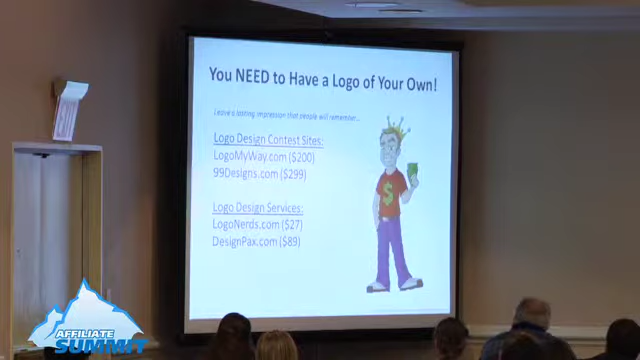 You NEED to Have a Logo of Your Own!
Leave a lasting impression that people will remember...
Logo Design Contest Sites:
LogoMyWay.com ($200)
99Designs.com ($299)
Logo Design Services:
LogoNerds.com ($27)
DesignPax.com ($89)
$
AFFILIATE
SUMMIT